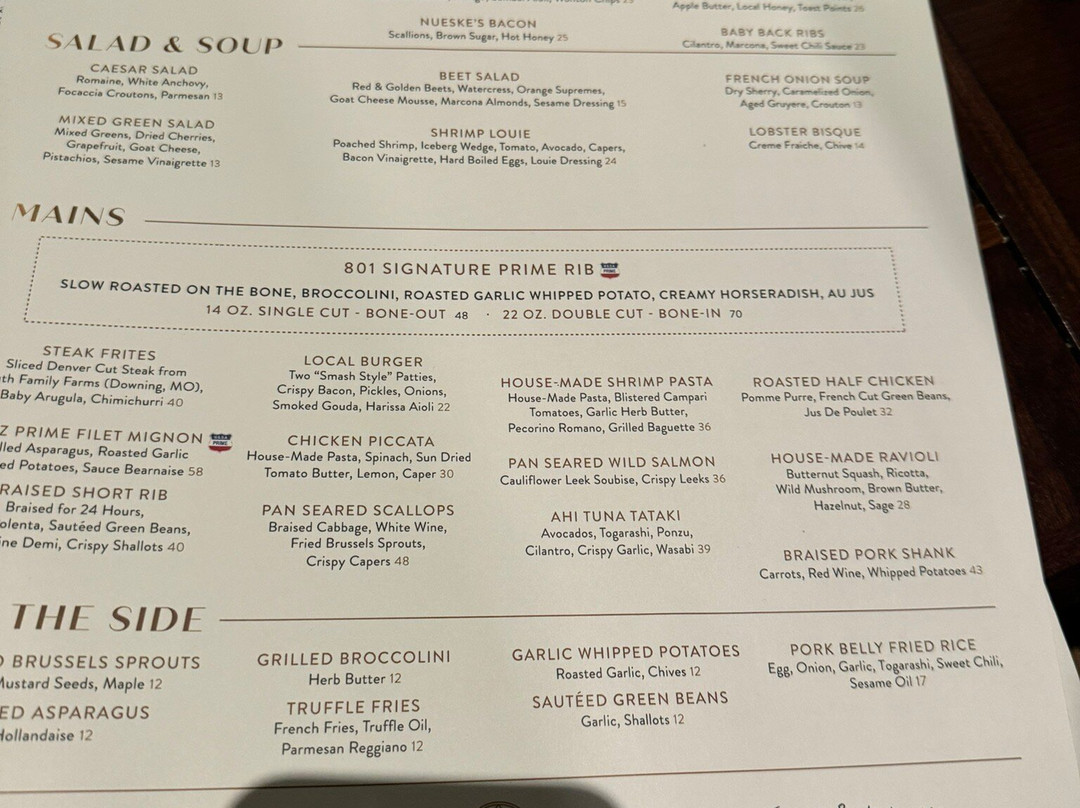 Apple Butter, Local Honey, Toast Points 26
NUESKE'S BACON
Scallions, Brown Sugar, Hot Honey 25
BABY BACK RIBS
Cilantro, Marcona, Sweet Chili Sauce 23
SALAD & SOUP
CAESAR SALAD
Romaine, White Anchovy,
Focaccia Croutons, Parmesan 13
MIXED GREEN SALAD
Mixed Greens, Dried Cherries,
Grapefruit, Goat Cheese,
Pistachios, Sesame Vinaigrette 13
BEET SALAD
Red & Golden Beets, Watercress, Orange Supremes,
Goat Cheese Mousse, Marcona Almonds, Sesame Dressing 15
SHRIMP LOUIE
Poached Shrimp, Iceberg Wedge, Tomato, Avocado, Capers,
Bacon Vinaigrette, Hard Boiled Eggs, Louie Dressing 24
FRENCH ONION SOUP
Dry Sherry, Caramelized Onion,
Aged Gruyere, Crouton 13
LOBSTER BISQUE
Creme Fraiche, Chive 14
MAINS
801 SIGNATURE PRIME RIB
SLOW ROASTED ON THE BONE, BROCCOLINI, ROASTED GARLIC WHIPPED POTATO, CREAMY HORSERADISH, AU JUS
14 OZ. SINGLE CUT - BONE-OUT 48 · 22 OZ. DOUBLE CUT - BONE-IN 70
STEAK FRITES
Sliced Denver Cut Steak from
th Family Farms (Downing, MO),
Baby Arugula, Chimichurri 40
Z PRIME FILET MIGNON
lled Asparagus, Roasted Garlic
ed Potatoes, Sauce Bearnaise 58
RAISED SHORT RIB
Braised for 24 Hours,
olenta, Sautéed Green Beans,
ine Demi, Crispy Shallots 40
LOCAL BURGER
Two "Smash Style" Patties,
Crispy Bacon, Pickles, Onions,
Smoked Gouda, Harissa Aioli 22
CHICKEN PICCATA
House-Made Pasta, Spinach, Sun Dried
Tomato Butter, Lemon, Caper 30
PAN SEARED SCALLOPS
Braised Cabbage, White Wine,
Fried Brussels Sprouts,
Crispy Capers 48
HOUSE-MADE SHRIMP PASTA
House-Made Pasta, Blistered Campari
Tomatoes, Garlic Herb Butter,
Pecorino Romano, Grilled Baguette 36
PAN SEARED WILD SALMON
Cauliflower Leek Soubise, Crispy Leeks 36
AHI TUNA TATAKI
Avocados, Togarashi, Ponzu,
Cilantro, Crispy Garlic, Wasabi 39
ROASTED HALF CHICKEN
Pomme Purre, French Cut Green Beans,
Jus De Poulet 32
HOUSE-MADE RAVIOLI
Butternut Squash, Ricotta,
Wild Mushroom, Brown Butter,
Hazelnut, Sage 28
BRAISED PORK SHANK
Carrots, Red Wine, Whipped Potatoes 43
THE SIDE
D BRUSSELS SPROUTS
Mustard Seeds, Maple 12
ED ASPARAGUS
Hollandaise 12
GRILLED BROCCOLINI
Herb Butter 12
TRUFFLE FRIES
French Fries, Truffle Oil,
Parmesan Reggiano 12
GARLIC WHIPPED POTATOES
Roasted Garlic, Chives 12
SAUTÉED GREEN BEANS
Garlic, Shallots 12
PORK BELLY FRIED RICE
Egg, Onion, Garlic, Togarashi, Sweet Chili,
Sesame Oil 17